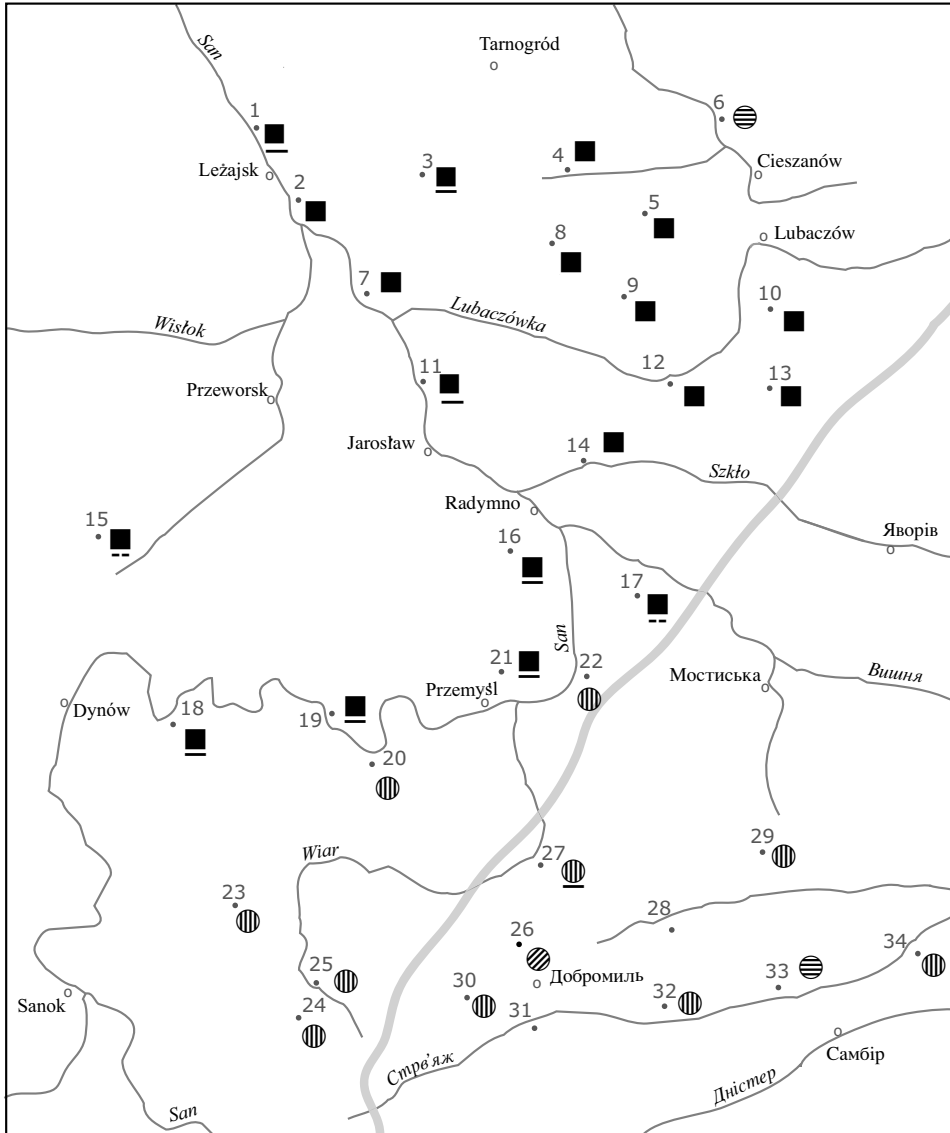 San
Tarnogród
6
1
Cieszanów
Leżajsk
3
4
2
5
8
Lubaczów
7
9
10
Wisłok
Lubaczówka
11
12
13
Przeworsk
Jarosław
14
Szkło
Radymno
15
16
Яворів
17
San
21
22
Przemyśl
Мостиська
Вишня
Dynów
18
19
20
Wiar
27
29
23
28
26
34
25
33
Sanok
24
30
Добромиль
32
31
Самбір
Стрв’яж
Дністер
San